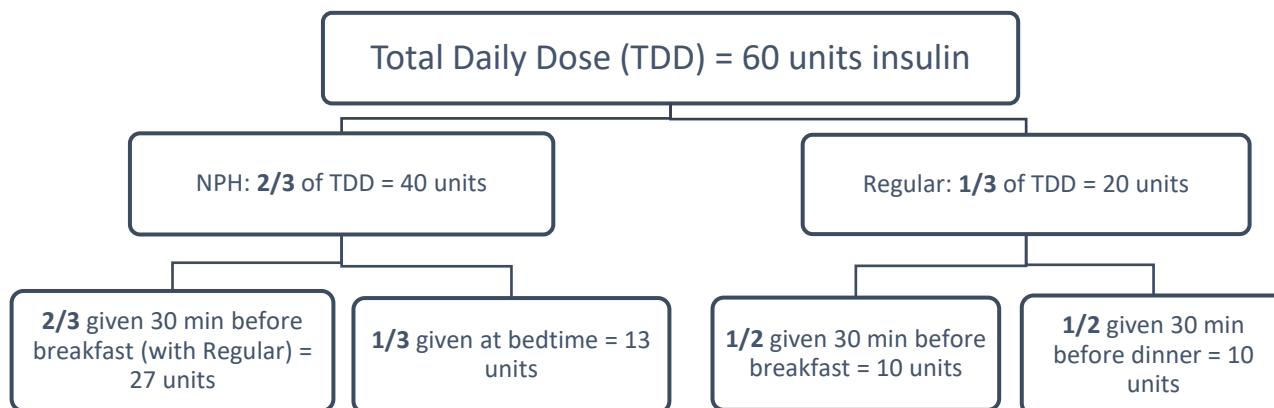 Total Daily Dose (TDD) = 60 units insulin
NPH: 2/3 of TDD = 40 units
Regular: 1/3 of TDD = 20 units
2/3 given 30 min before
breakfast (with Regular) =
27 units
1/3 given at bedtime = 13
units
1/2 given 30 min before
breakfast = 10 units
1/2 given 30 min
before dinner = 10
units